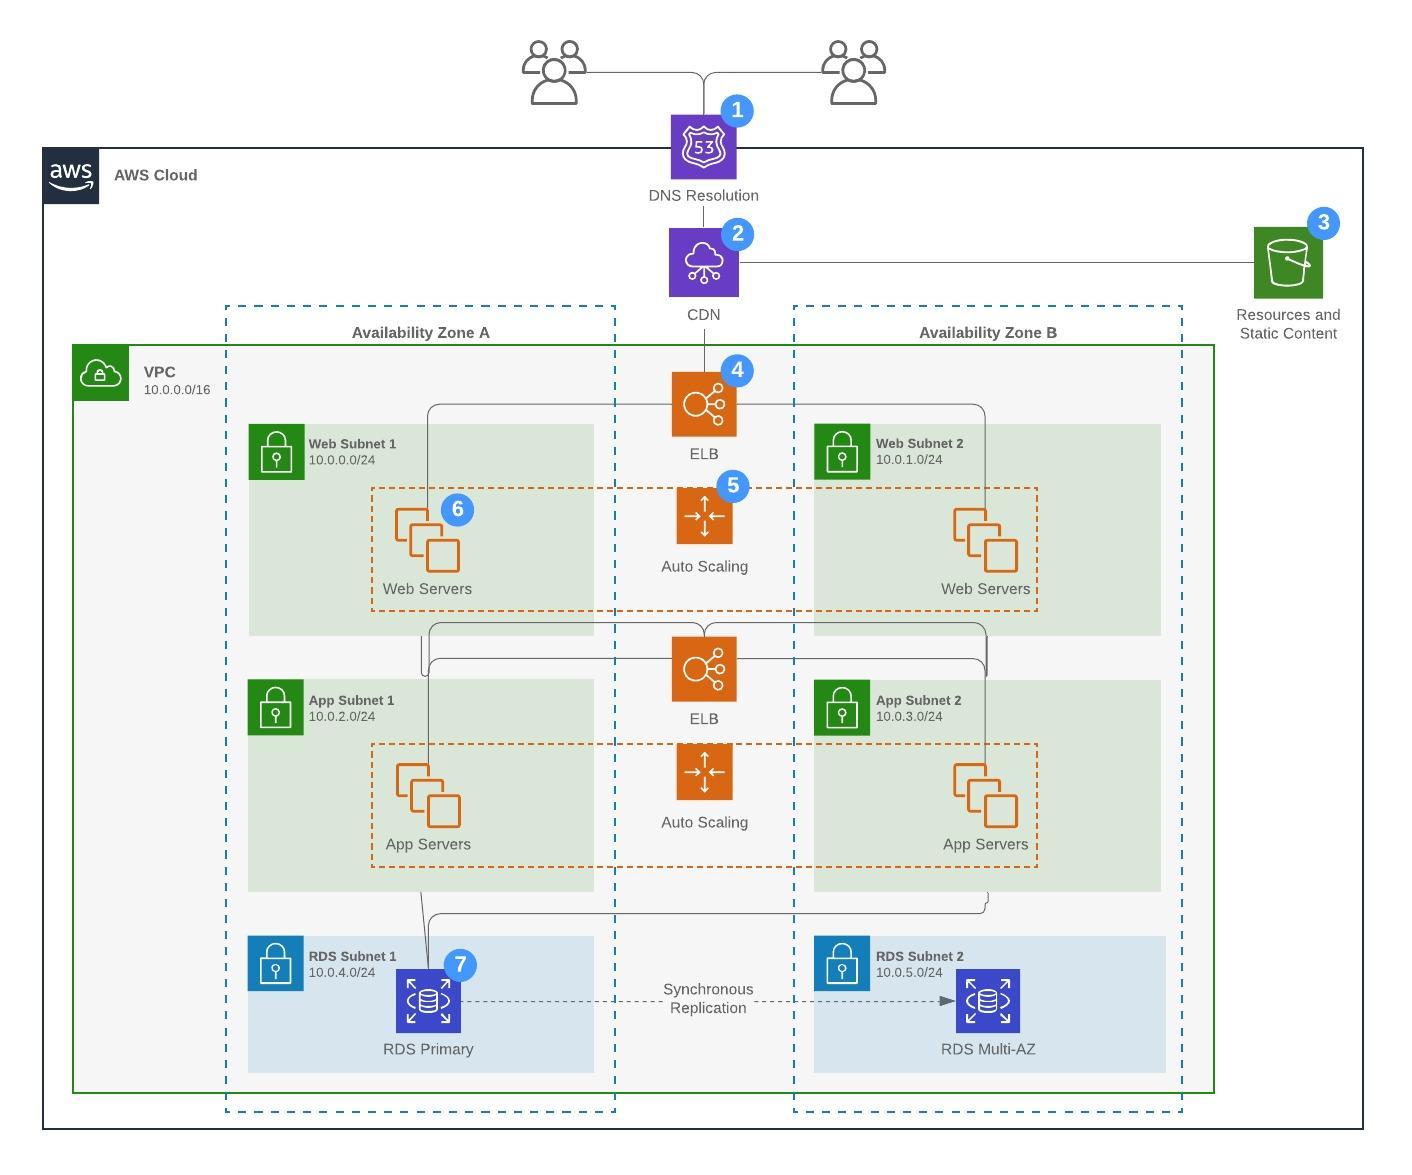 1
53
DNS Resolution
aws
AWS Cloud
2
CDN
3
Resources and
Static Content
Availability Zone A
Availability Zone B
VPC
10.0.0.0/16
4
ELB
Web Subnet 1
10.0.0.0/24
Web Subnet 2
10.0.1.0/24
5
Auto Scaling
6
Web Servers
Web Servers
ELB
App Subnet 1
10.0.2.0/24
App Subnet 2
10.0.3.0/24
Auto Scaling
App Servers
App Servers
RDS Subnet 1
10.0.4.0/24
7
RDS Primary
Synchronous
Replication
RDS Subnet 2
10.0.5.0/24
RDS Multi-AZ